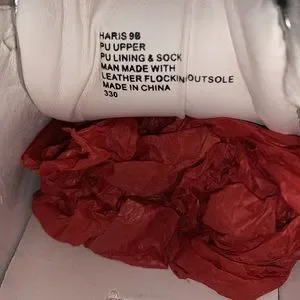 HARIS 9B
PU UPPER
PU LINING & SOCK
MAN MADE WITH
LEATHER FLOCKIN OUTSOLE
MADE IN CHINA
330